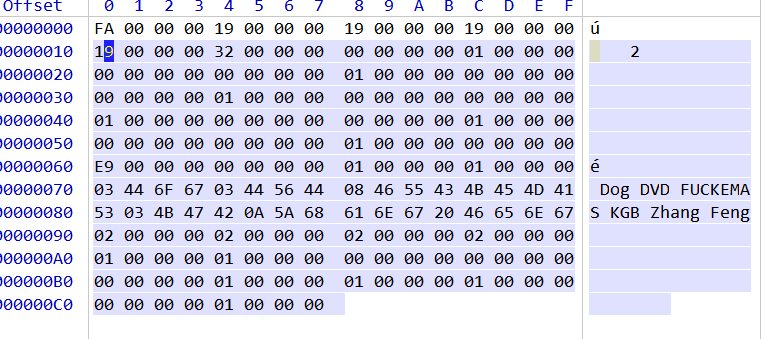 Offset 0 1 2 3 4 5 6 7 8 9 A B C D E F
00000000 FA 00 00 00 19 00 00 00 19 00 00 00 19 00 00 00 ú
00000010 19 00 00 00 32 00 00 00 00 00 00 00 01 00 00 00 2
00000020 00 00 00 00 00 00 00 00 01 00 00 00 00 00 00 00
00000030 00 00 00 00 01 00 00 00 00 00 00 00 00 00 00 00
00000040 01 00 00 00 00 00 00 00 00 00 00 00 01 00 00 00
00000050 00 00 00 00 00 00 00 00 01 00 00 00 00 00 00 00
00000060 E9 00 00 00 00 00 00 00 01 00 00 00 01 00 00 00 é
00000070 03 44 6F 67 03 44 56 44 08 46 55 43 4B 45 4D 41 Dog DVD FUCKEMA
00000080 53 03 4B 47 42 0A 5A 68 61 6E 67 20 46 65 6E 67 S KGB Zhang Feng
00000090 02 00 00 00 02 00 00 00 02 00 00 00 02 00 00 00
000000A0 01 00 00 00 01 00 00 00 00 00 00 00 00 00 00 00
000000B0 00 00 00 00 01 00 00 00 01 00 00 00 01 00 00 00
000000C0 00 00 00 00 01 00 00 00